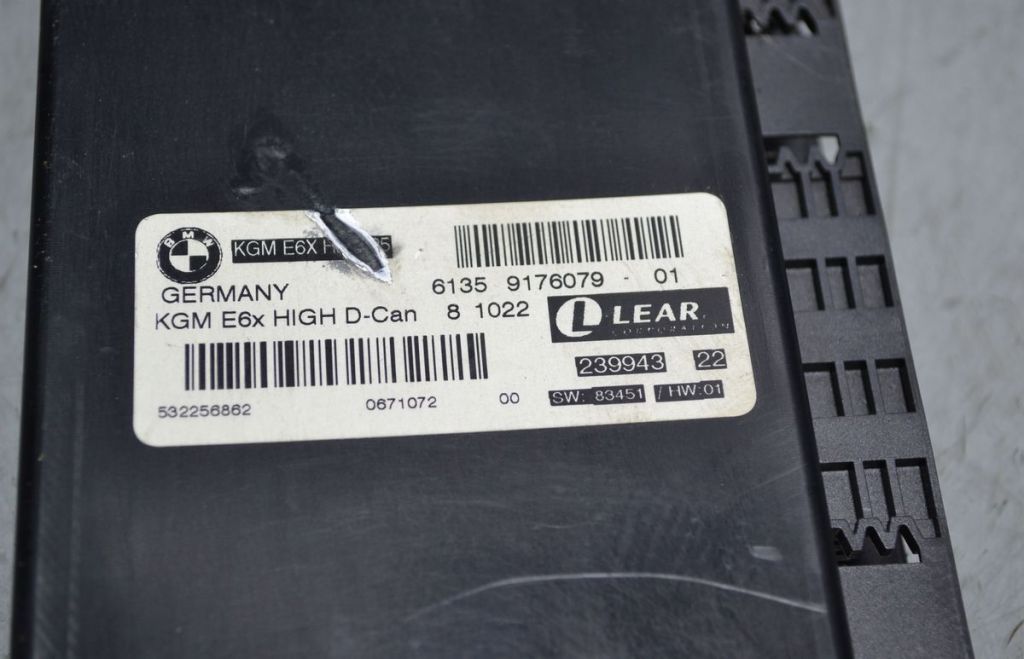 BMW
KGM E6X
6135 9176079 - 01
GERMANY
KGM E6x HIGH D-Can 8 1022
L LEAR
CORPORATION
239943 22
SW: 83451 / HW:01
532256862 0671072 00